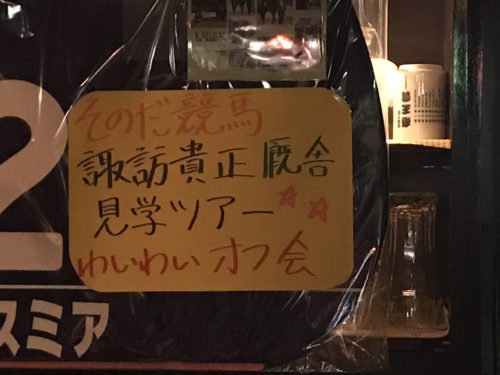 そのだ競馬
諏訪貴正厩舎
見学ツアー☆☆
わいわいオフ会
2
スミア